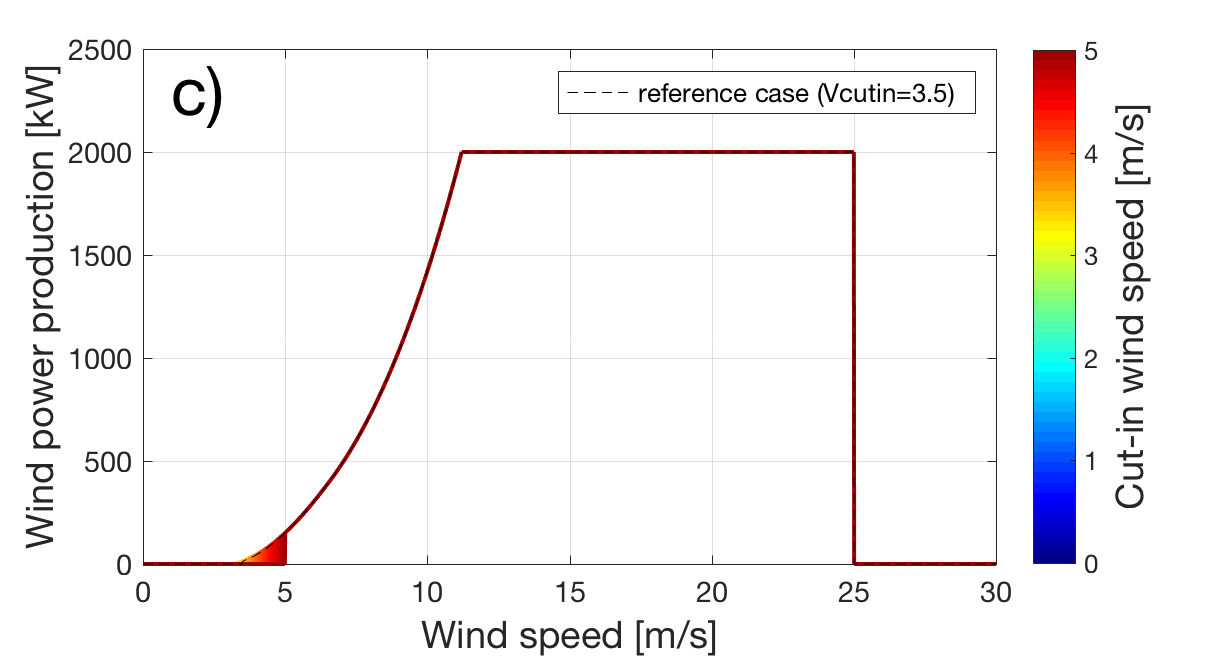 c)
reference case (Vcutin=3.5)
Wind power production [kW]
2500
2000
1500
1000
500
0
0 5 10 15 20 25 30
Wind speed [m/s]
5
4
3
2
1
0
Cut-in wind speed [m/s]